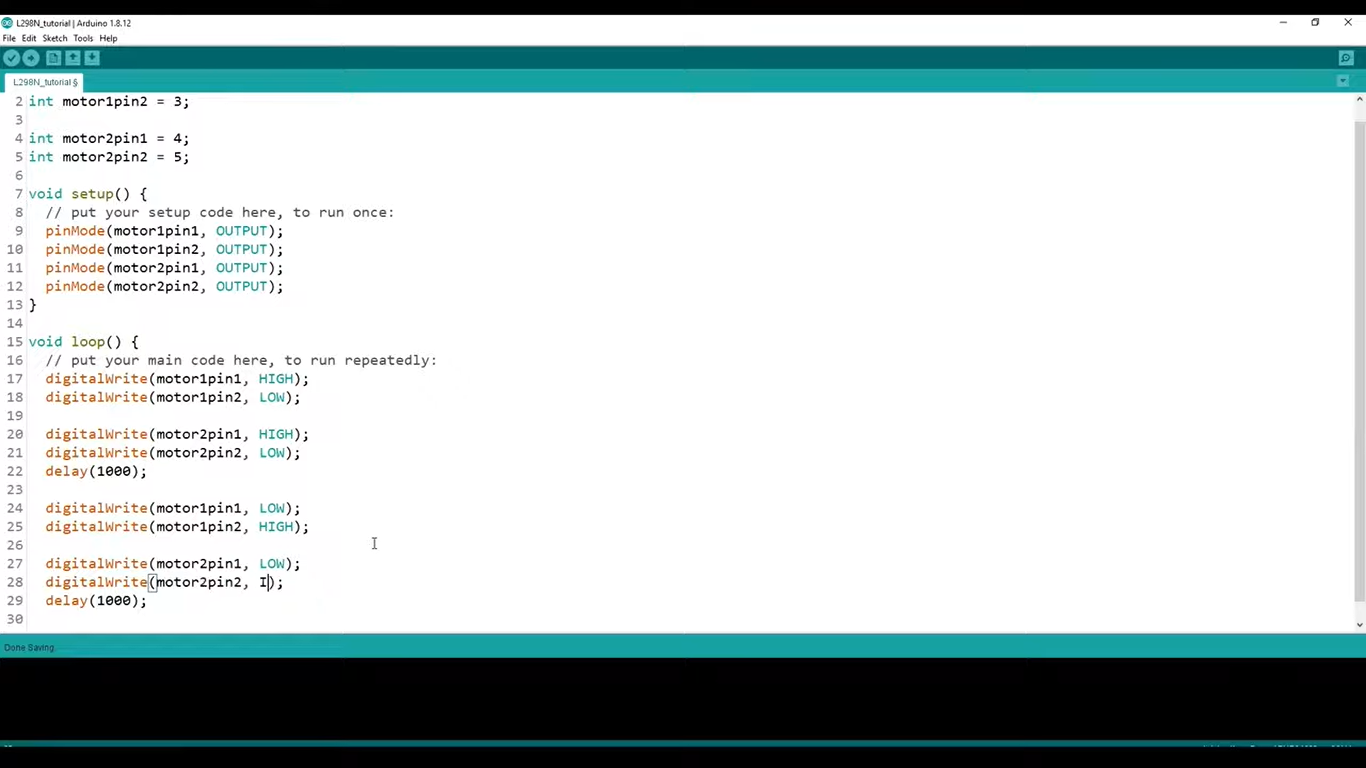 L298N_tutorial | Arduino 1.8.12
File Edit Sketch Tools Help
L298N_tutorial §
2 int motor1pin2 = 3;
3
4 int motor2pin1 = 4;
5 int motor2pin2 = 5;
6
7 void setup() {
8 // put your setup code here, to run once:
9 pinMode(motor1pin1, OUTPUT);
10 pinMode(motor1pin2, OUTPUT);
11 pinMode(motor2pin1, OUTPUT);
12 pinMode(motor2pin2, OUTPUT);
13 }
14
15 void loop() {
16 // put your main code here, to run repeatedly:
17 digitalWrite(motor1pin1, HIGH);
18 digitalWrite(motor1pin2, LOW);
19
20 digitalWrite(motor2pin1, HIGH);
21 digitalWrite(motor2pin2, LOW);
22 delay(1000);
23
24 digitalWrite(motor1pin1, LOW);
25 digitalWrite(motor1pin2, HIGH);
26
27 digitalWrite(motor2pin1, LOW);
28 digitalWrite(motor2pin2, I);
29 delay(1000);
30
Done Saving.